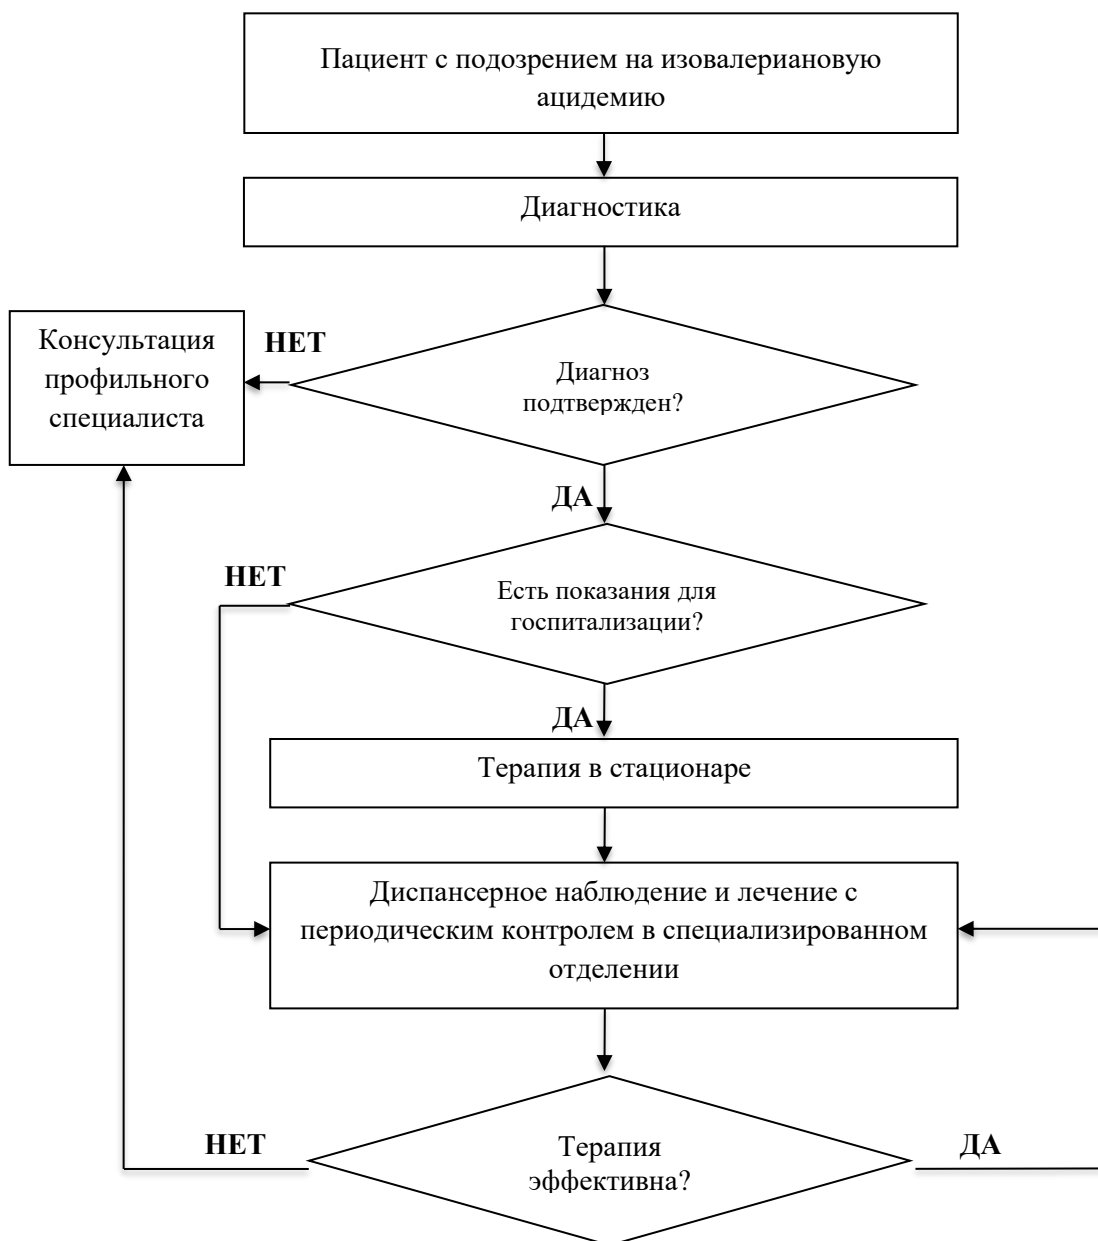 Пациент с подозрением на изовалериановую
ацидемию
Диагностика
Консультация
профильного
специалиста
НЕТ
Диагноз
подтвержден?
ДА
НЕТ
Есть показания для
госпитализации?
ДА
Терапия в стационаре
Диспансерное наблюдение и лечение с
периодическим контролем в специализированном
отделении
НЕТ
Терапия
эффективна?
ДА